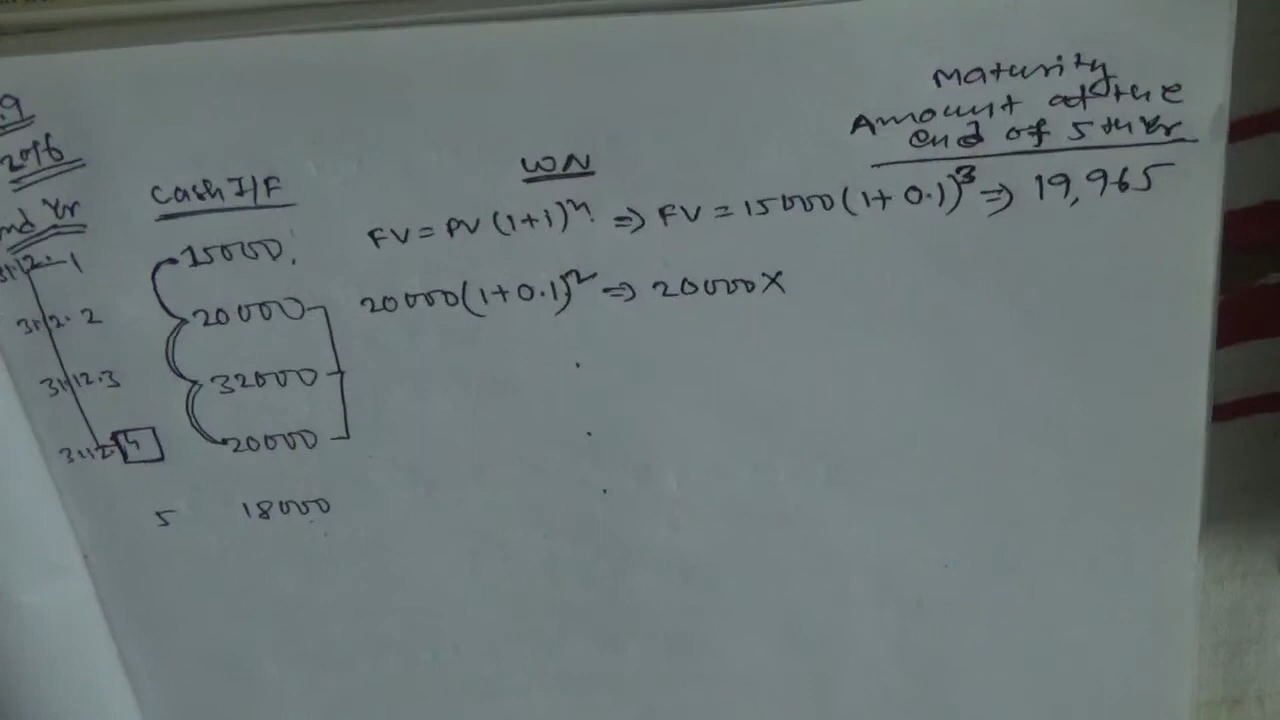 .9
2016
nd Yr
Cash I/F
WN
Maturity
Amount at the
end of 5th Yr
31.12.1
15000
FV = PV (1+i)^n ⇒ FV = 15000(1+0.1)^3 ⇒ 19,965
31.12.2
20000
20000(1+0.1)^2 ⇒ 20000X
31.12.3
32000
31.12.4
20000
5 18000